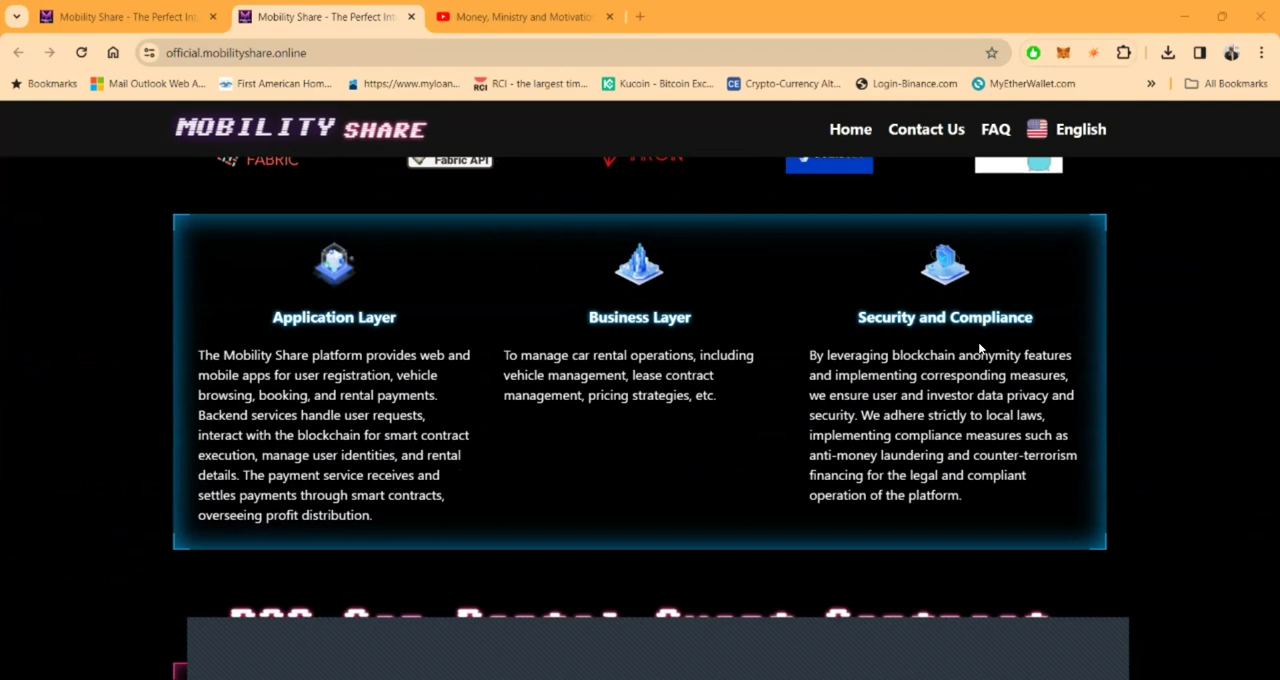 Mobility Share - The Perfect Int
Mobility Share - The Perfect Int
Money, Ministry and Motivatio
official.mobilityshare.online
Bookmarks
Mail Outlook Web A...
First American Hom...
https://www.myloan...
RCI - the largest tim...
Kucoin - Bitcoin Exc...
Crypto-Currency Alt...
Login-Binance.com
MyEtherWallet.com
All Bookmarks
MOBILITY SHARE
Home
Contact Us
FAQ
English
FABRIC
Fabric API
Application Layer
The Mobility Share platform provides web and
mobile apps for user registration, vehicle
browsing, booking, and rental payments.
Backend services handle user requests,
interact with the blockchain for smart contract
execution, manage user identities, and rental
details. The payment service receives and
settles payments through smart contracts,
overseeing profit distribution.
Business Layer
To manage car rental operations, including
vehicle management, lease contract
management, pricing strategies, etc.
Security and Compliance
By leveraging blockchain anonymity features
and implementing corresponding measures,
we ensure user and investor data privacy and
security. We adhere strictly to local laws,
implementing compliance measures such as
anti-money laundering and counter-terrorism
financing for the legal and compliant
operation of the platform.